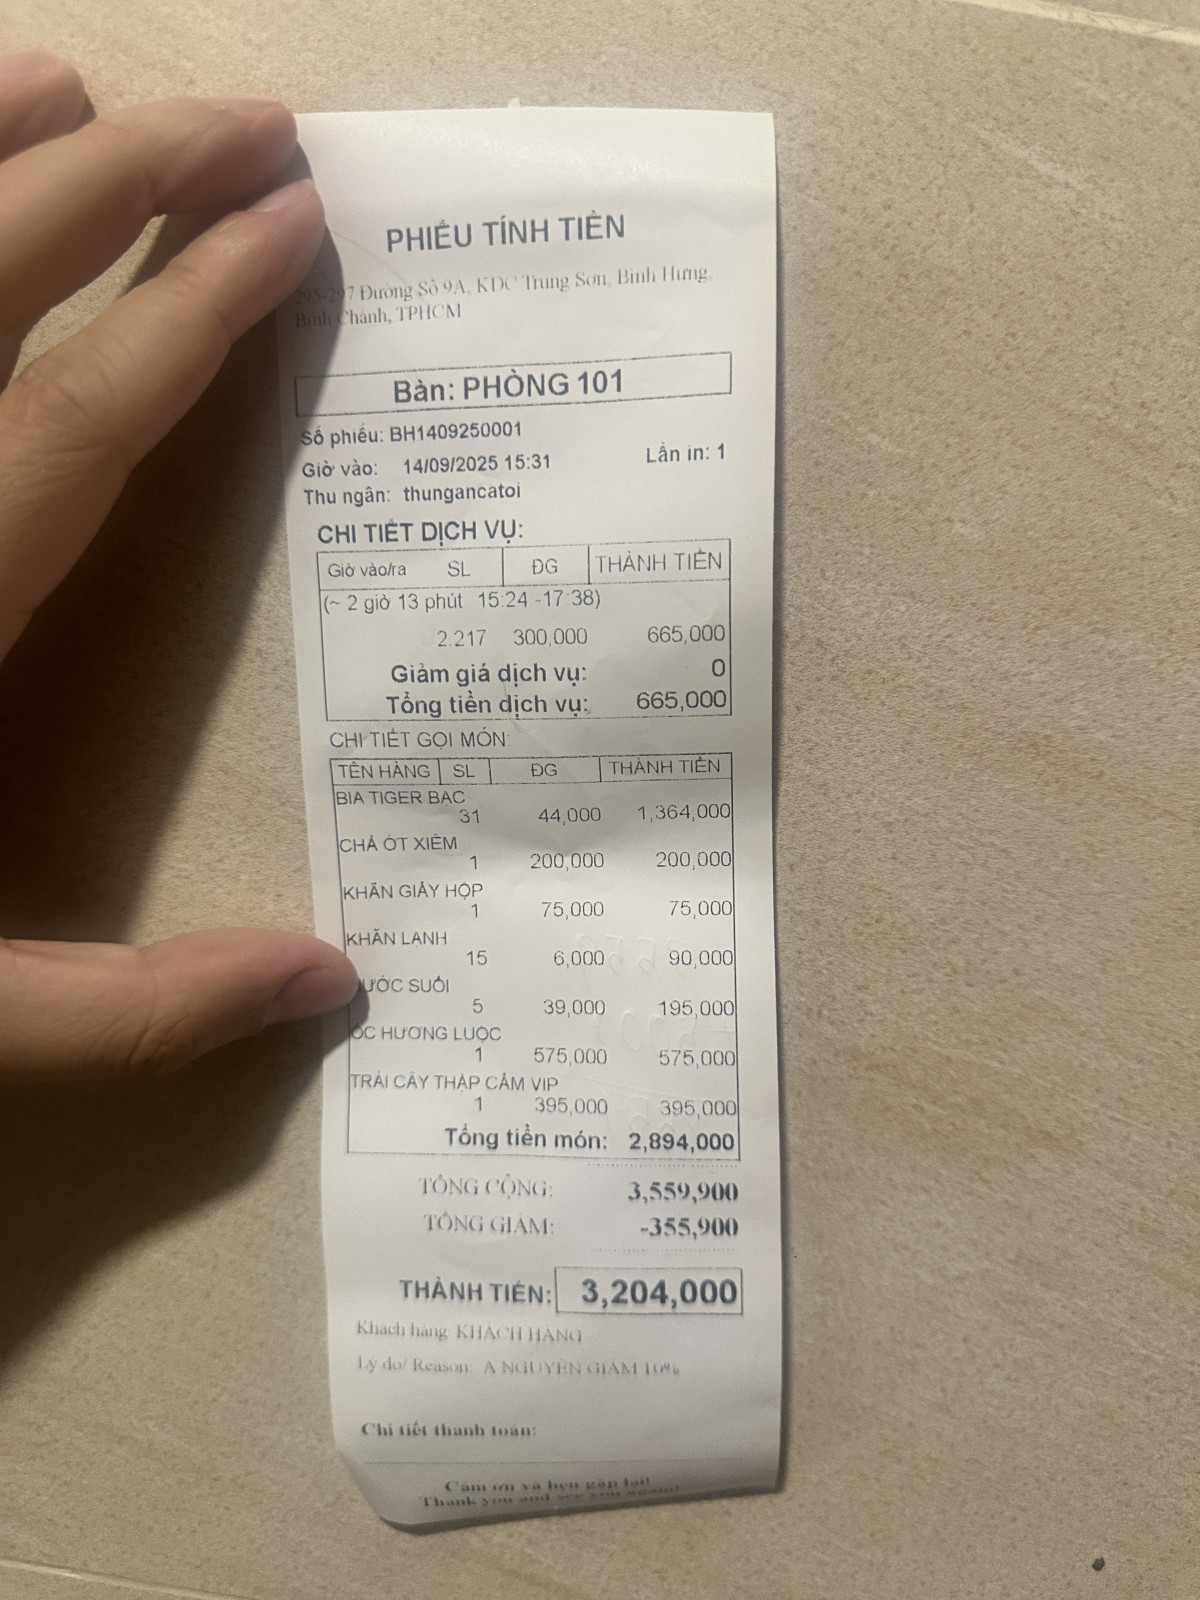 PHIẾU TÍNH TIỀN
295-297 Đường Số 9A, KDC Trung Sơn, Bình Hưng,
Bình Chánh, TPHCM
Bàn: PHÒNG 101
Số phiếu: BH1409250001
Giờ vào: 14/09/2025 15:31 Lần in: 1
Thu ngân: thungancatoi
CHI TIẾT DỊCH VỤ:
Giờ vào/ra SL ĐG THÀNH TIỀN
(~ 2 giờ 13 phút 15:24 -17:38)
2.217 300,000 665,000
Giảm giá dịch vụ: 0
Tổng tiền dịch vụ: 665,000
CHI TIẾT GỌI MÓN:
TÊN HÀNG SL ĐG THÀNH TIỀN
BIA TIGER BẠC
31 44,000 1,364,000
CHẢ ỚT XIÊM
1 200,000 200,000
KHĂN GIẤY HỘP
1 75,000 75,000
KHĂN LẠNH
15 6,000 90,000
ƯỚC SUỐI
5 39,000 195,000
ỐC HƯƠNG LUỘC
1 575,000 575,000
TRÁI CÂY THẬP CẨM VIP
1 395,000 395,000
Tổng tiền món: 2,894,000
TỔNG CỘNG: 3,559,900
TỔNG GIẢM: -355,900
THÀNH TIỀN: 3,204,000
Khách hàng: KHÁCH HÀNG
Lý do/ Reason: A NGUYÊN GIẢM 10%
Chi tiết thanh toán:
Cảm ơn và hẹn gặp lại!
Thank you and see you again!